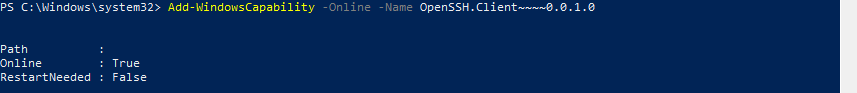 PS C:\Windows\system32> Add-WindowsCapability -Online -Name OpenSSH.Client~~~~0.0.1.0
Path          :
Online        : True
RestartNeeded : False